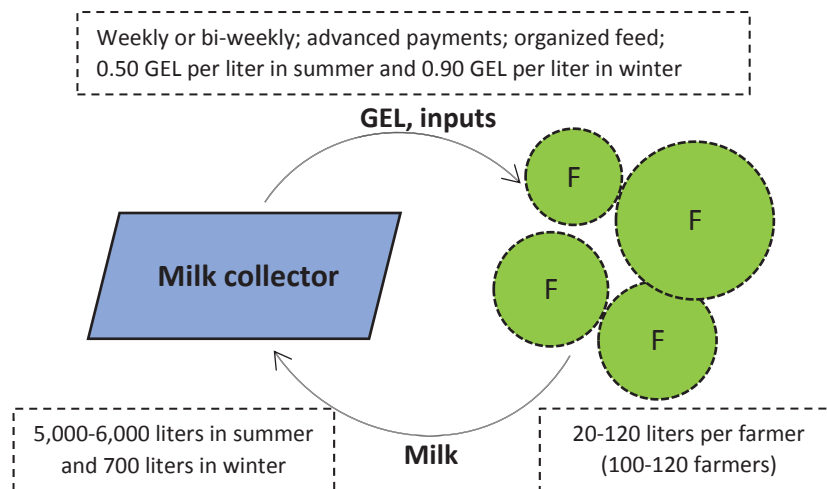 Weekly or bi-weekly; advanced payments; organized feed;
0.50 GEL per liter in summer and 0.90 GEL per liter in winter
GEL, inputs
F
F
Milk collector
F
F
5,000-6,000 liters in summer
and 700 liters in winter
Milk
20-120 liters per farmer
(100-120 farmers)